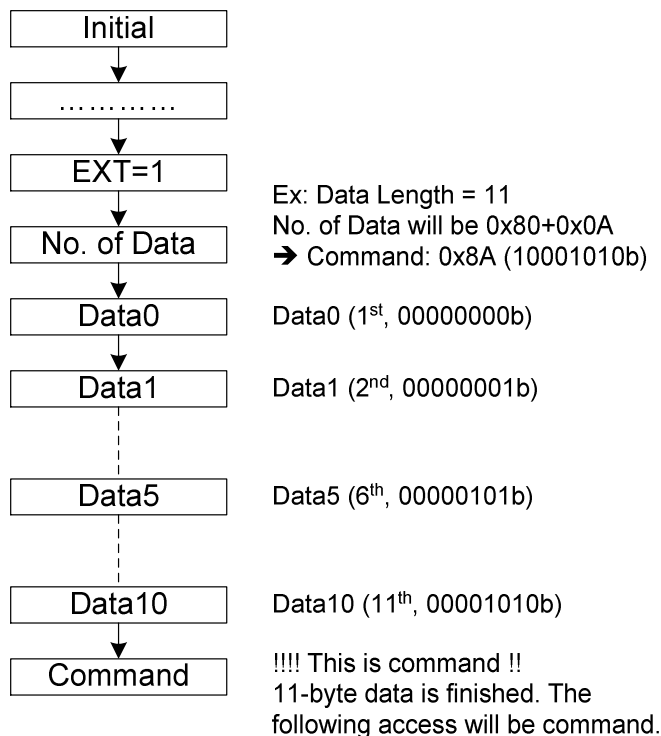 Initial
…………
EXT=1
Ex: Data Length = 11
No. of Data will be 0x80+0x0A
No. of Data
➔ Command: 0x8A (10001010b)
Data0
Data0 (1st, 00000000b)
Data1
Data1 (2nd, 00000001b)
Data5
Data5 (6th, 00000101b)
Data10
Data10 (11th, 00001010b)
Command
!!!! This is command !!
11-byte data is finished. The
following access will be command.